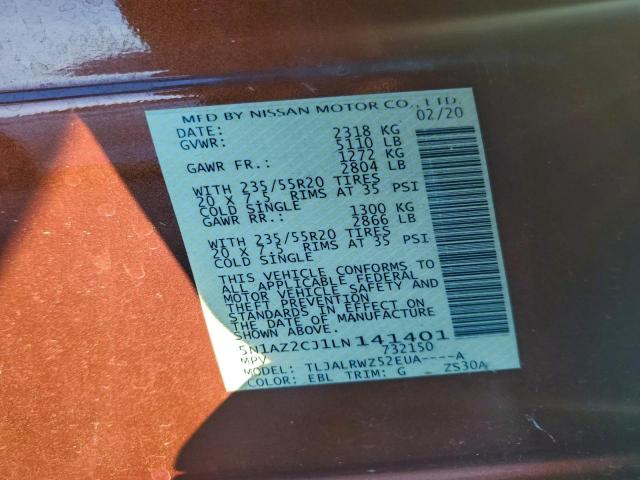 MFD BY NISSAN MOTOR CO., LTD.
DATE: 02/20
GVWR: 2318 KG
5110 LB
GAWR FR.: 1272 KG
2804 LB
WITH 235/55R20 TIRES
20 X 7.5J RIMS AT 35 PSI
COLD SINGLE
GAWR RR.: 1300 KG
2866 LB
WITH 235/55R20 TIRES
20 X 7.5J RIMS AT 35 PSI
COLD SINGLE
THIS VEHICLE CONFORMS TO
ALL APPLICABLE FEDERAL
MOTOR VEHICLE SAFETY AND
THEFT PREVENTION
STANDARDS IN EFFECT ON
THE DATE OF MANUFACTURE
SHOWN ABOVE.
5N1AZ2CJ1LN141401
MPV 732150
MODEL: TLJALRWZ52EUA----A
COLOR: EBL TRIM: G ZS30A